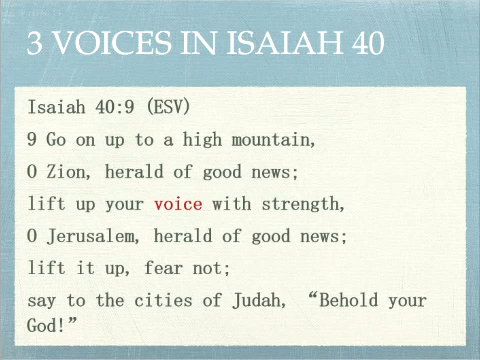 3 VOICES IN ISAIAH 40
Isaiah 40:9 (ESV)
9 Go on up to a high mountain,
O Zion, herald of good news;
lift up your voice with strength,
O Jerusalem, herald of good news;
lift it up, fear not;
say to the cities of Judah, “Behold your
God!”